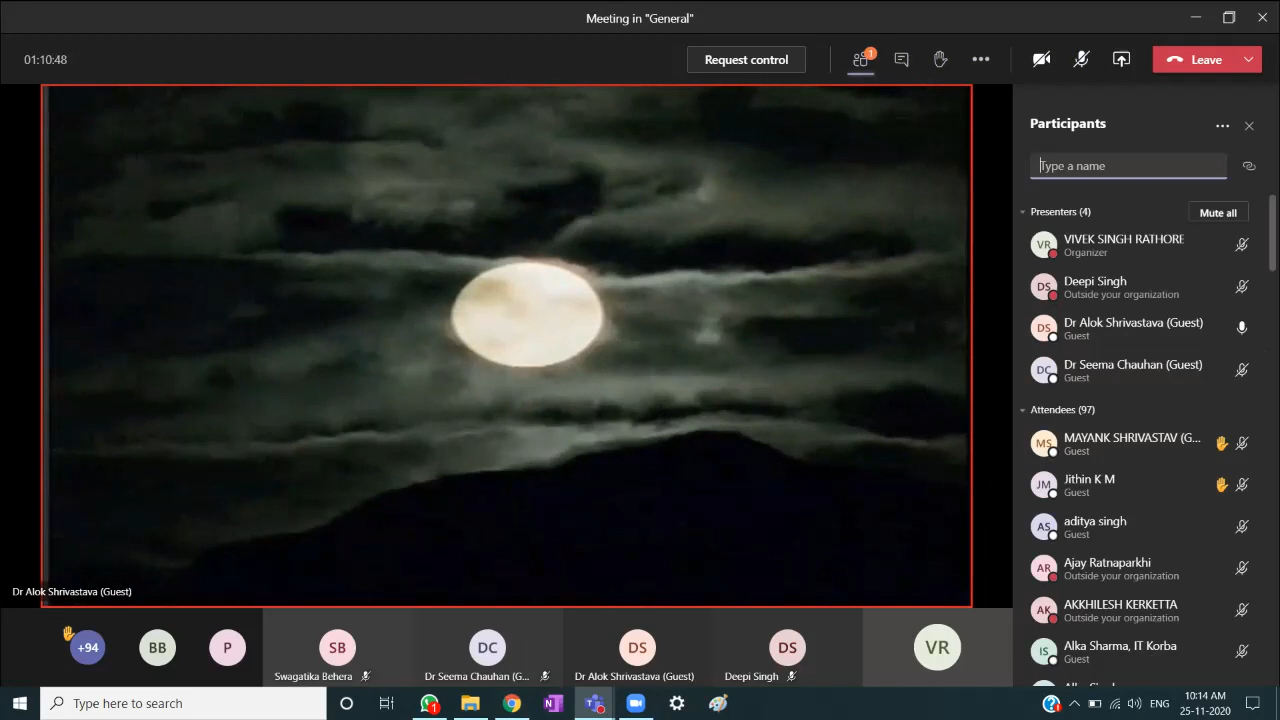 Meeting in "General"
01:10:48
Request control
1
Leave
Participants
Type a name
Presenters (4)
Mute all
VR
VIVEK SINGH RATHORE
Organizer
DS
Deepi Singh
Outside your organization
DS
Dr Alok Shrivastava (Guest)
Guest
DC
Dr Seema Chauhan (Guest)
Guest
Attendees (97)
MS
MAYANK SHRIVASTAV (G...
Guest
JM
Jithin K M
Guest
AS
aditya singh
Guest
AR
Ajay Ratnaparkhi
Outside your organization
AK
AKKHILESH KERKETTA
Outside your organization
IS
Alka Sharma, IT Korba
Guest
Dr Alok Shrivastava (Guest)
+94
BB
P
SB
Swagatika Behera
DC
Dr Seema Chauhan (G...
DS
Dr Alok Shrivastava (Guest)
DS
Deepi Singh
VR
Type here to search
1
ENG
10:14 AM
25-11-2020